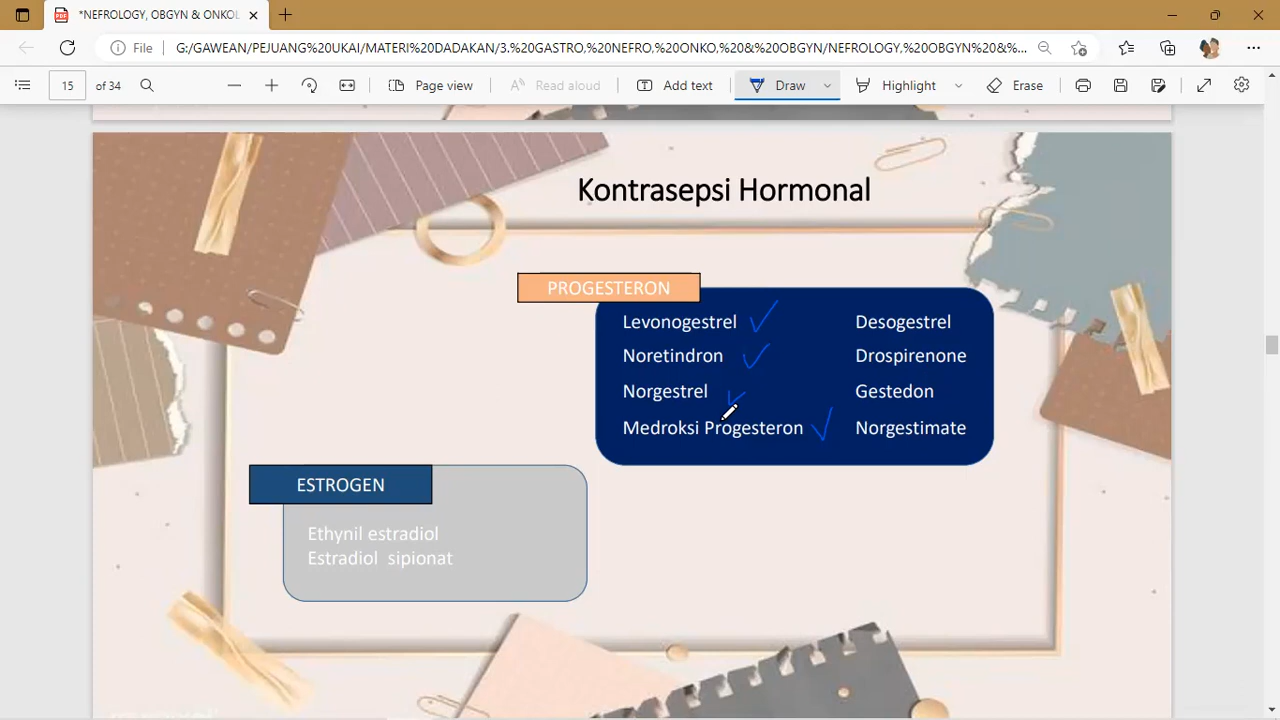 *NEFROLOGY, OBGYN & ONKOL
File
G:/GAWEAN/PEJUANG%20UKAI/MATERI%20DADAKAN/3.%20GASTRO,%20NEFRO,%20ONKO,%20&%20OBGYN/NEFROLOGY,%20OBGYN%20&%...
15 of 34
Page view
Read aloud
Add text
Draw
Highlight
Erase
Kontrasepsi Hormonal
PROGESTERON
Levonogestrel
Desogestrel
Noretindron
Drospirenone
Norgestrel
Gestedon
Medroksi Progesteron
Norgestimate
ESTROGEN
Ethynil estradiol
Estradiol sipionat